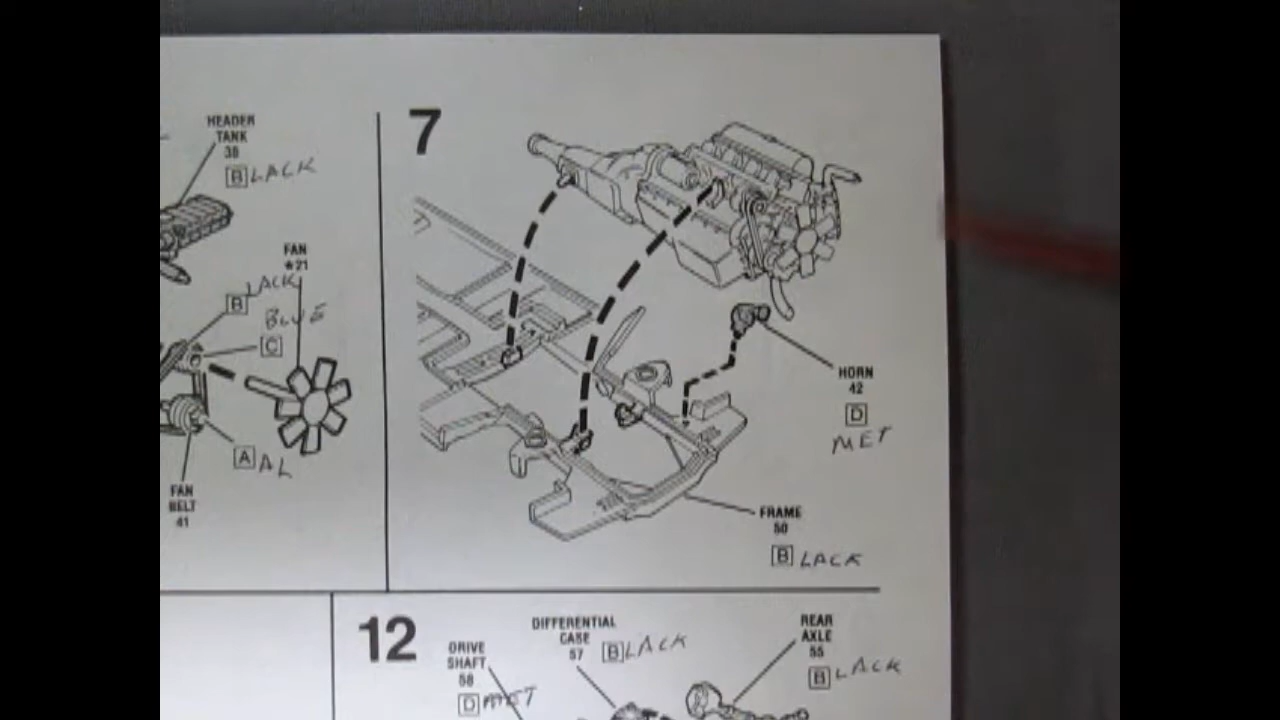 HEADER
TANK
38
B LACK
FAN
★21
B LACK
BLUE
C
A AL
FAN
BELT
41
7
HORN
42
D
MET
FRAME
50
B LACK
12
DRIVE
SHAFT
58
D MET
DIFFERENTIAL
CASE
57
B LACK
REAR
AXLE
55
B LACK